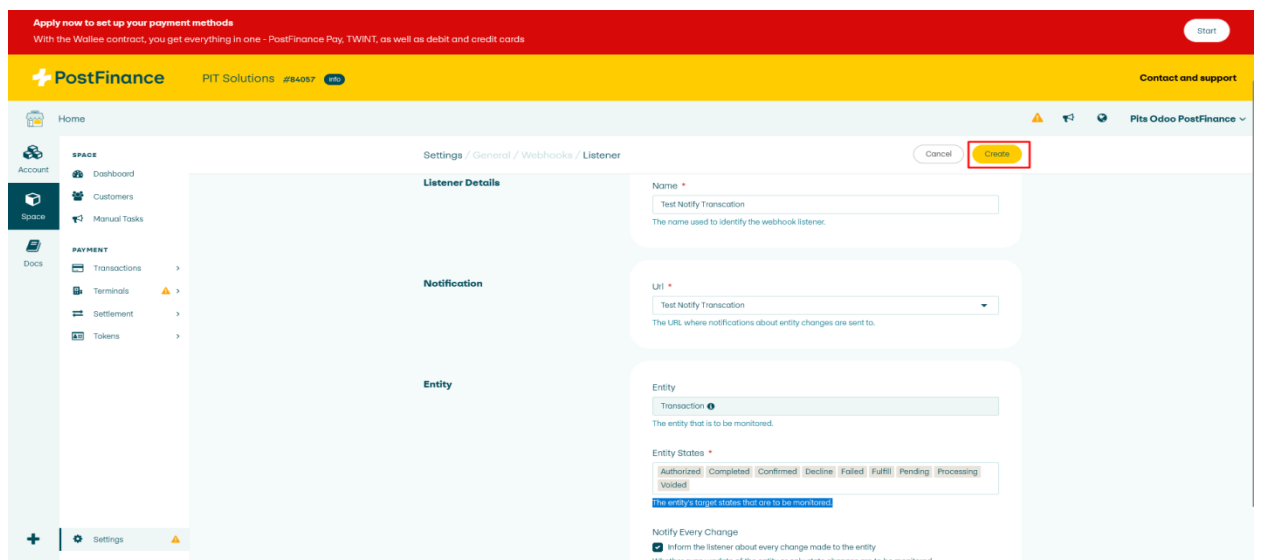 Apply now to set up your payment methods
With the Wallee contract, you get everything in one - PostFinance Pay, TWINT, as well as debit and credit cards
Start
PostFinance
PIT Solutions #84057 info
Contact and support
Home
Pits Odoo PostFinance
Account
Space
Docs
SPACE
Dashboard
Customers
Manual Tasks
PAYMENT
Transactions
Terminals
Settlement
Tokens
Settings
Settings / General / Webhooks / Listener
Cancel
Create
Listener Details
Name *
Test Notify Transcation
The name used to identify the webhook listener.
Notification
Url *
Test Notify Transcation
The URL where notifications about entity changes are sent to.
Entity
Entity
Transaction
The entity that is to be monitored.
Entity States *
Authorized Completed Confirmed Decline Failed Fulfill Pending Processing
Voided
The entity's target states that are to be monitored.
Notify Every Change
Inform the listener about every change made to the entity